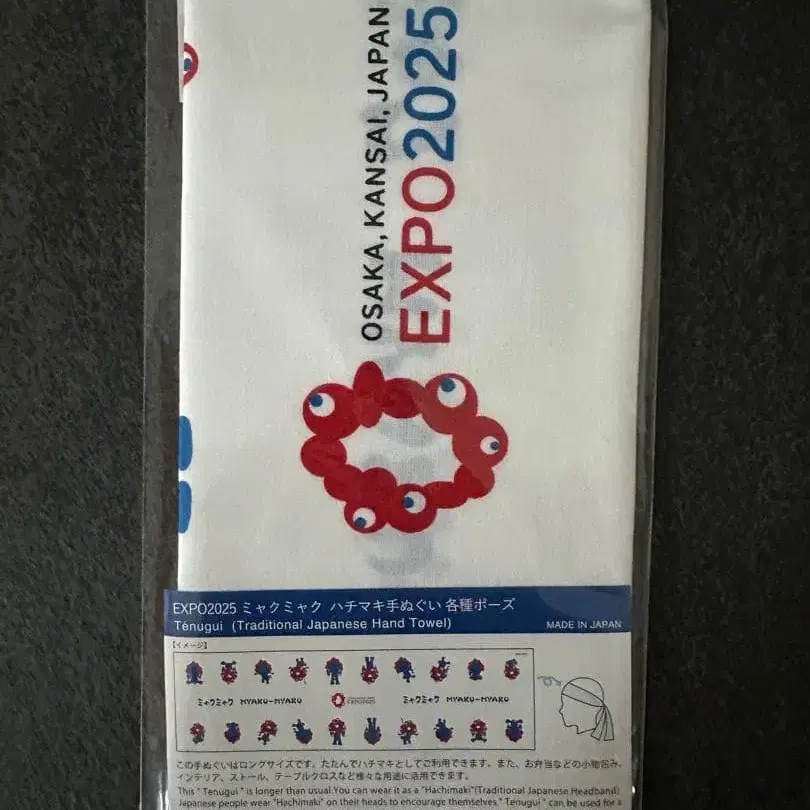 OSAKA, KANSAI, JAPAN
EXPO2025
EXPO2025 ミャクミャク ハチマキ手ぬぐい 各種ポーズ
Tenugui (Traditional Japanese Hand Towel)
MADE IN JAPAN
【イメージ】
ミャクミャク MYAKU-MYAKU
EXPO2025
ミャクミャク MYAKU-MYAKU
この手ぬぐいはロングサイズです。たたんでハチマキとしてご利用できます。また、お弁当などの小物包み、
インテリア、ストール、テーブルクロスなど様々な用途に活用できます。
This " Tenugui " is longer than usual.You can wear it as a "Hachimaki"(Traditional Japanese Headband)
Japanese people wear "Hachimaki" on their heads to encourage themselves." Tenugui " can be used for a